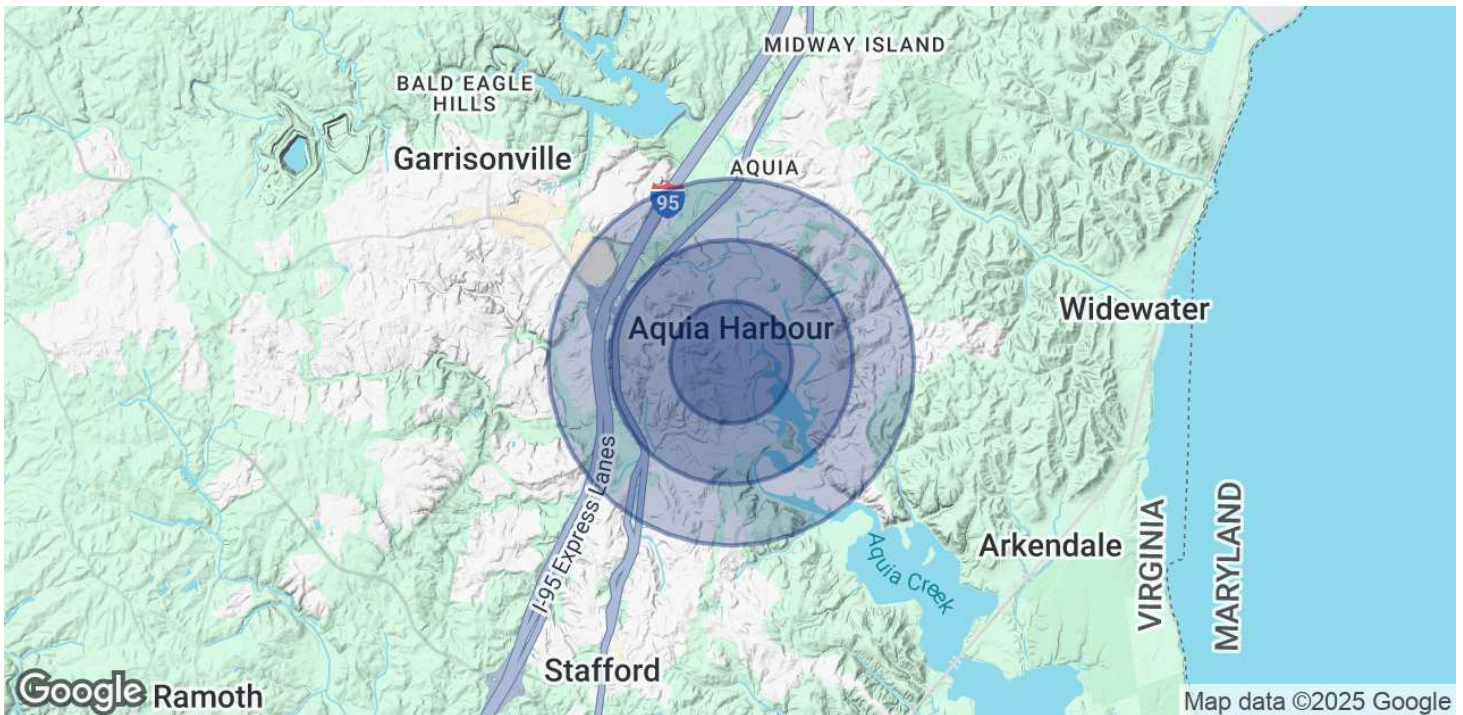 MIDWAY ISLAND
BALD EAGLE
HILLS
Garrisonville
AQUIA
95
Widewater
Aquia Harbour
I-95 Express Lanes
Arkendale
Aquia Creek
VIRGINIA
MARYLAND
Stafford
Google
Ramoth
Map data ©2025 Google